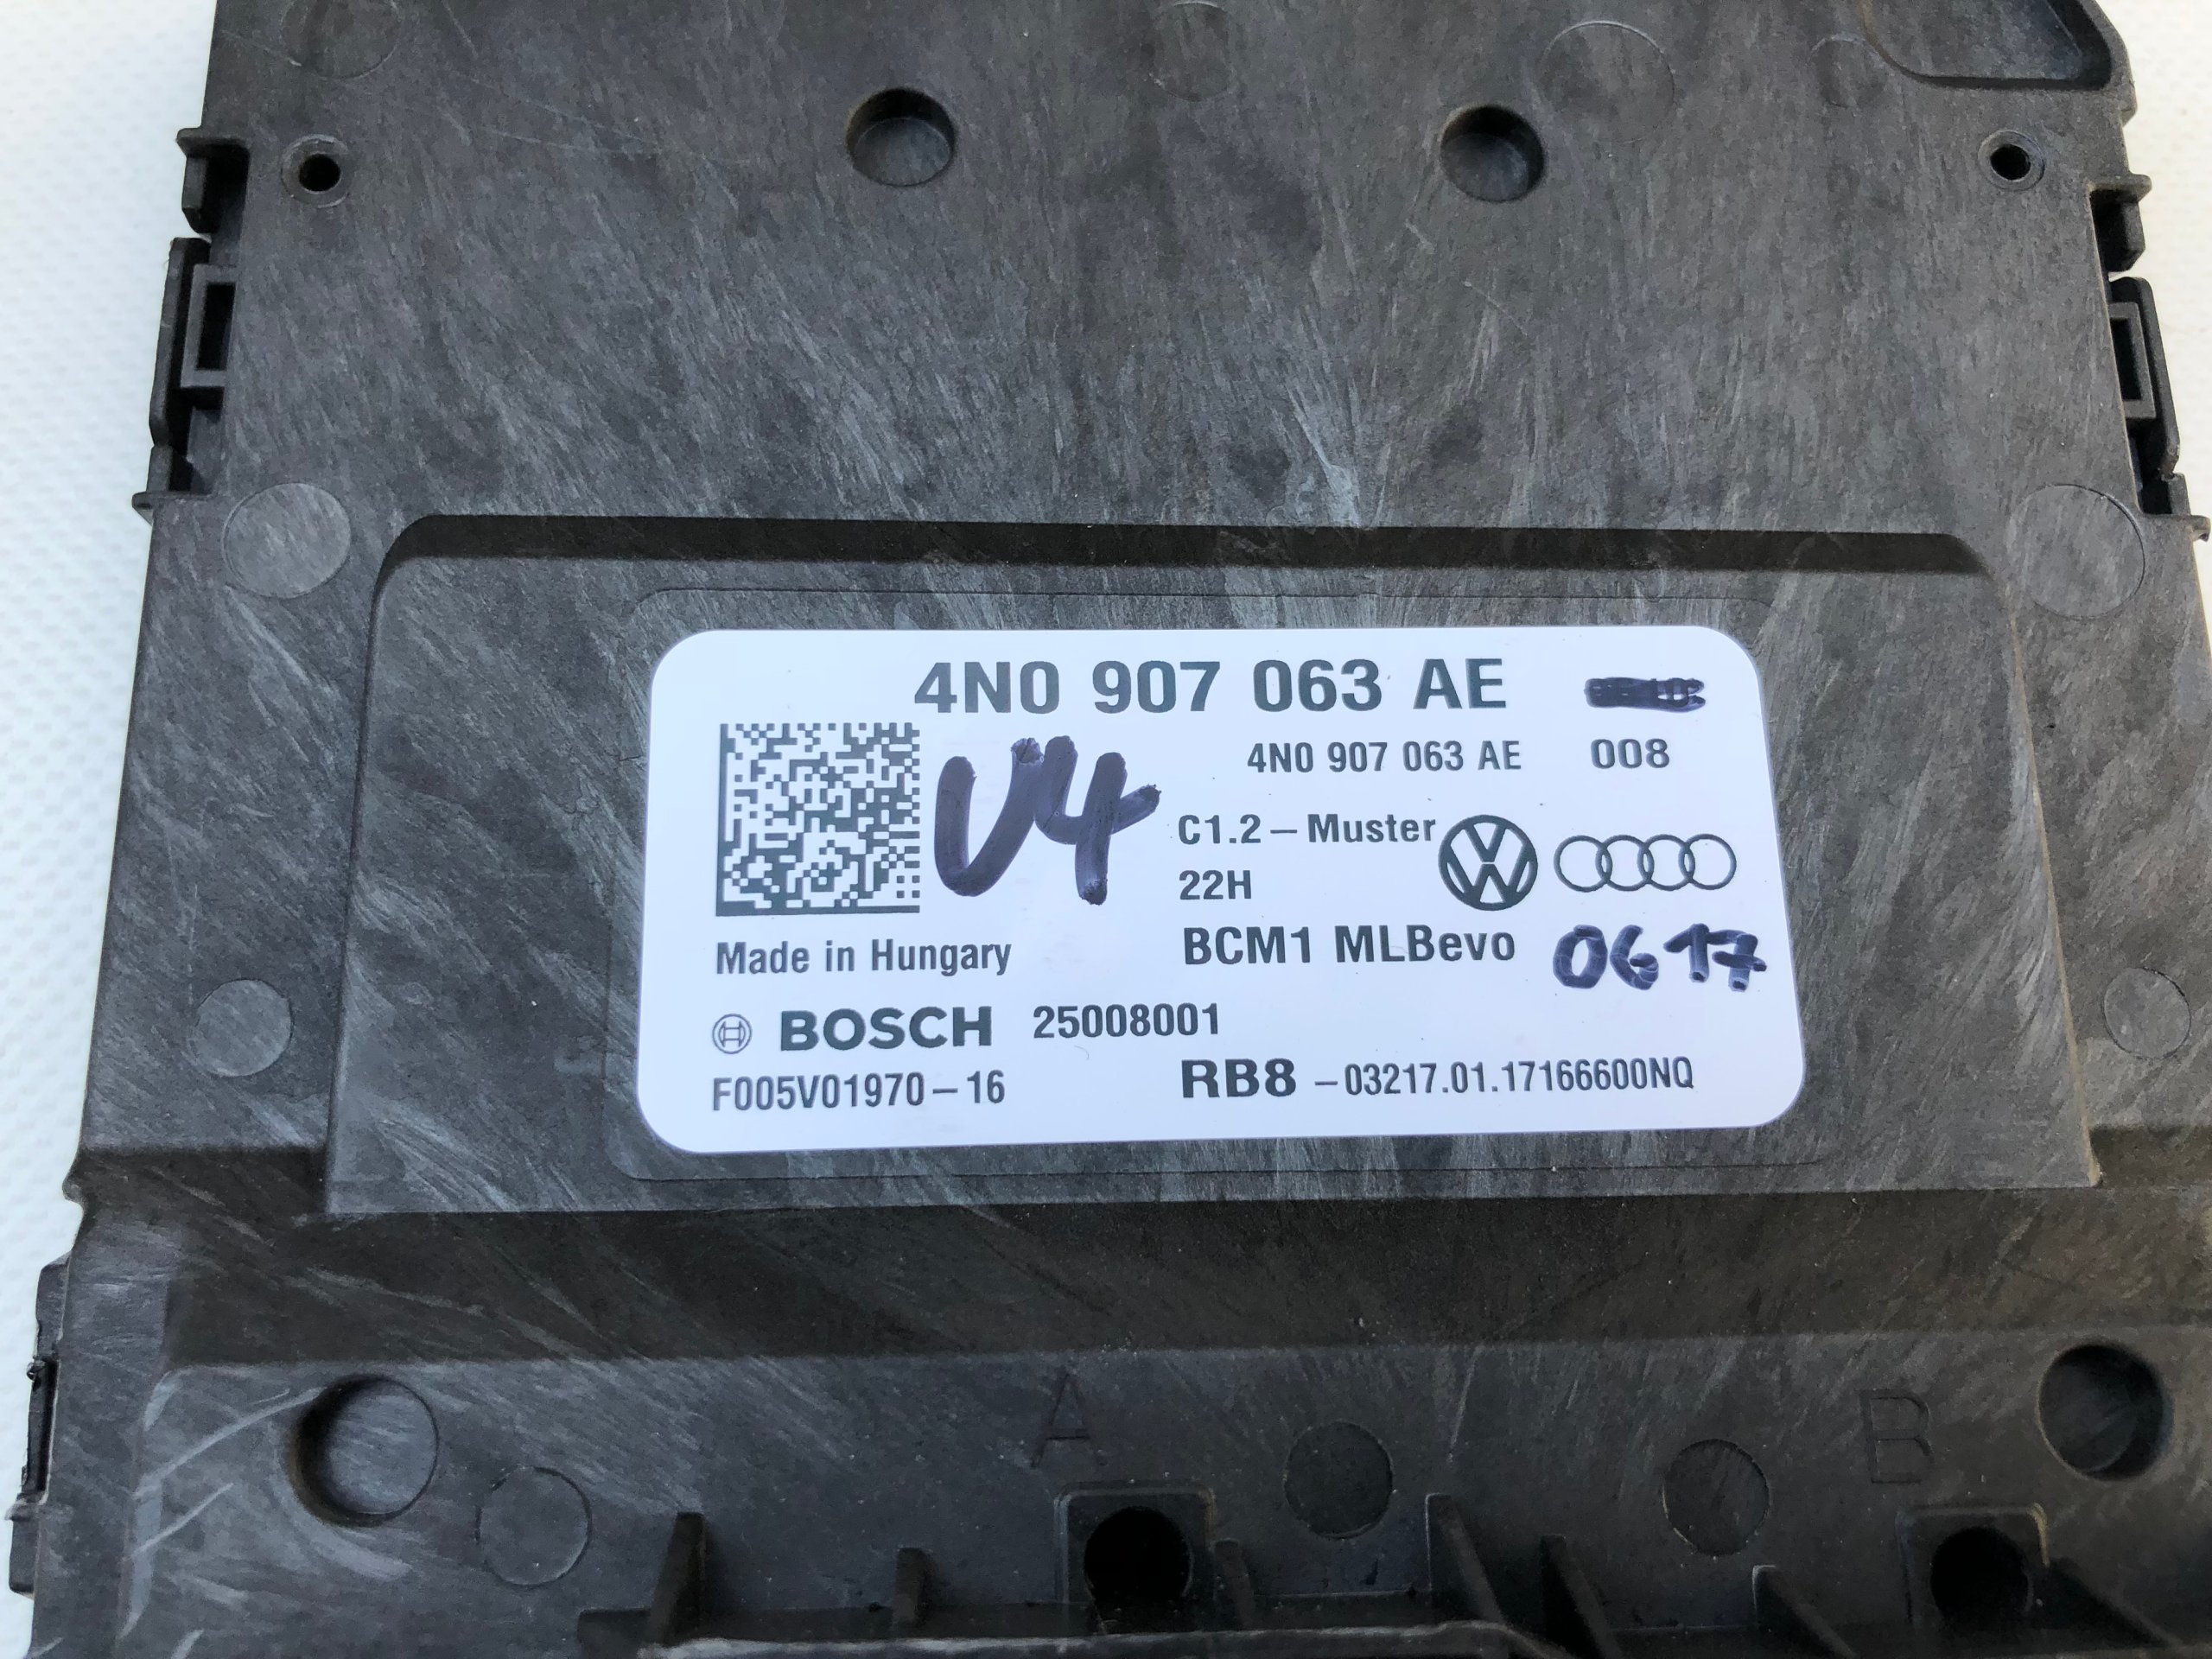 4N0 907 063 AE
4N0 907 063 AE 008
V4
C1.2 – Muster
22H
Made in Hungary
BCM1 MLBevo 0617
BOSCH 25008001
F005V01970 – 16
RB8 – 03217.01.17166600NQ
A
B